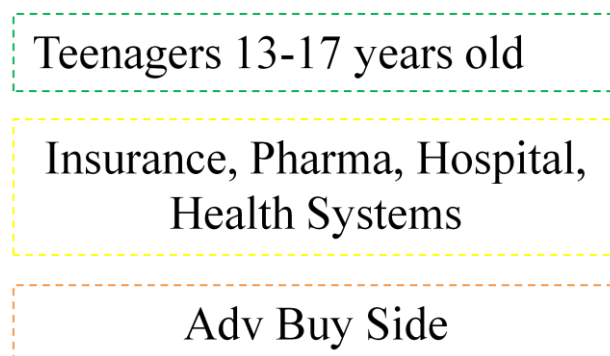 Teenagers 13-17 years old
Insurance, Pharma, Hospital,
Health Systems
Adv Buy Side